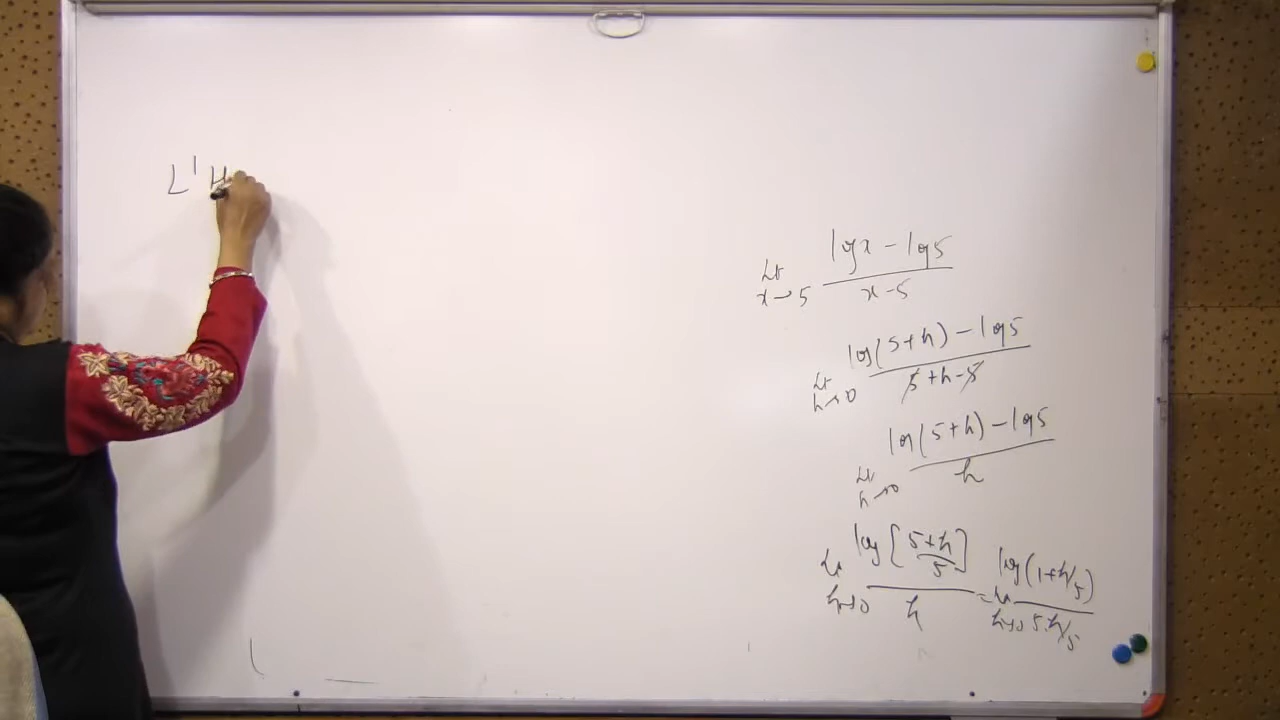 L'H
Lt x→5 (log x - log 5)/(x - 5)
Lt h→0 (log(5+h) - log 5)/(5+h-5)
Lt h→0 (log(5+h) - log 5)/h
Lt h→0 log[(5+h)/5]/h = Lt h→0 log(1+h/5)/(5.h/5)